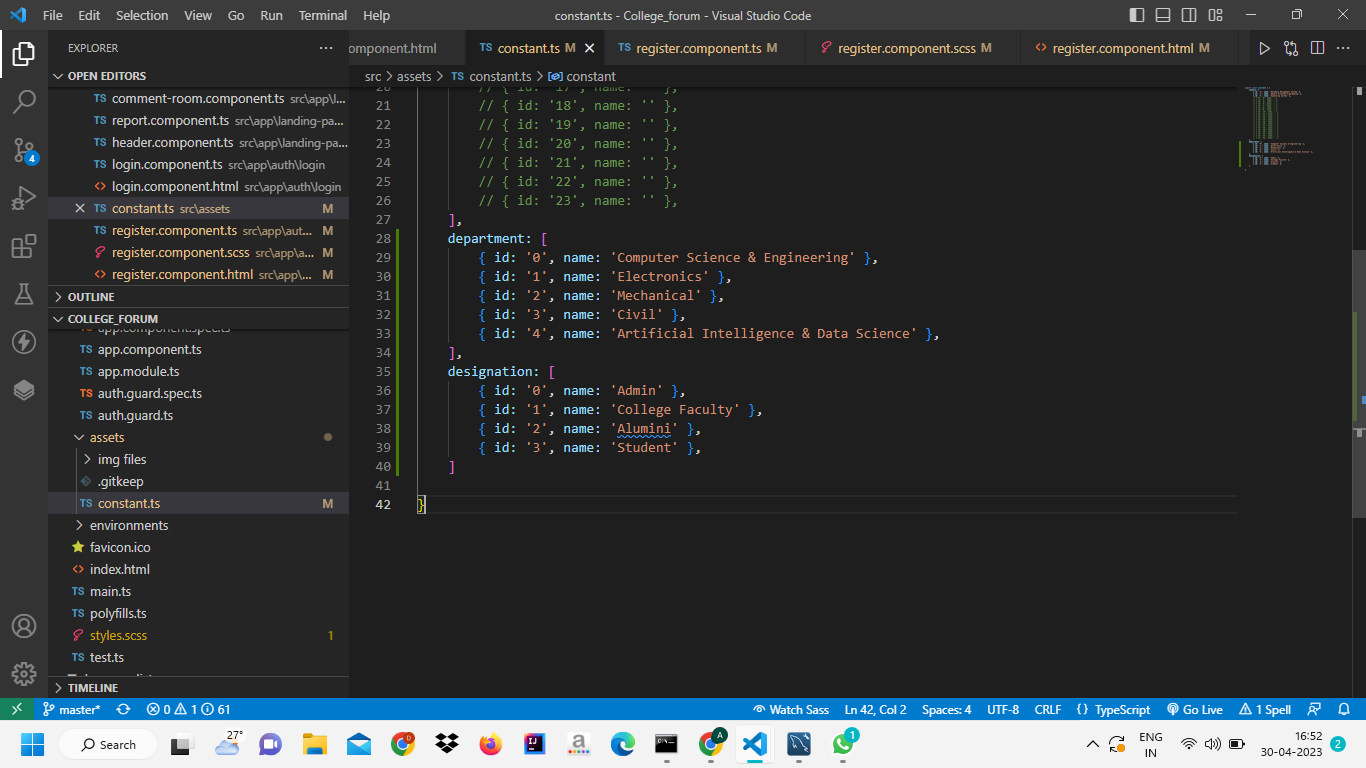 File Edit Selection View Go Run Terminal Help
constant.ts - College_forum - Visual Studio Code
EXPLORER
OPEN EDITORS
TS comment-room.component.ts src\app\l...
TS report.component.ts src\app\landing-pa...
TS header.component.ts src\app\landing-pa...
TS login.component.ts src\app\auth\login
<> login.component.html src\app\auth\login
TS constant.ts src\assets M
TS register.component.ts src\app\aut... M
register.component.scss src\app\a... M
<> register.component.html src\app\... M
OUTLINE
COLLEGE_FORUM
app.component.spec.ts
TS app.component.ts
TS app.module.ts
TS auth.guard.spec.ts
TS auth.guard.ts
assets
img files
.gitkeep
TS constant.ts M
environments
favicon.ico
<> index.html
TS main.ts
TS polyfills.ts
styles.scss 1
TS test.ts
TIMELINE
omponent.html TS constant.ts M TS register.component.ts M register.component.scss M <> register.component.html M
src > assets > TS constant.ts > constant
20 // { id: '17', name: '' },
21 // { id: '18', name: '' },
22 // { id: '19', name: '' },
23 // { id: '20', name: '' },
24 // { id: '21', name: '' },
25 // { id: '22', name: '' },
26 // { id: '23', name: '' },
27 ],
28 department: [
29 { id: '0', name: 'Computer Science & Engineering' },
30 { id: '1', name: 'Electronics' },
31 { id: '2', name: 'Mechanical' },
32 { id: '3', name: 'Civil' },
33 { id: '4', name: 'Artificial Intelligence & Data Science' },
34 ],
35 designation: [
36 { id: '0', name: 'Admin' },
37 { id: '1', name: 'College Faculty' },
38 { id: '2', name: 'Alumini' },
39 { id: '3', name: 'Student' },
40 ]
41
42 }
4
master* 0 1 61
Watch Sass Ln 42, Col 2 Spaces: 4 UTF-8 CRLF {} TypeScript Go Live 1 Spell
Search
27°
A
1
ENG
IN
16:52
30-04-2023
2